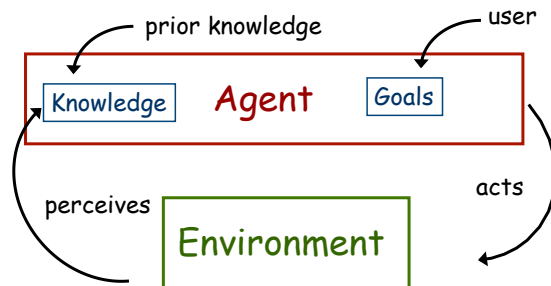 prior knowledge
user
Knowledge
Agent
Goals
perceives
acts
Environment